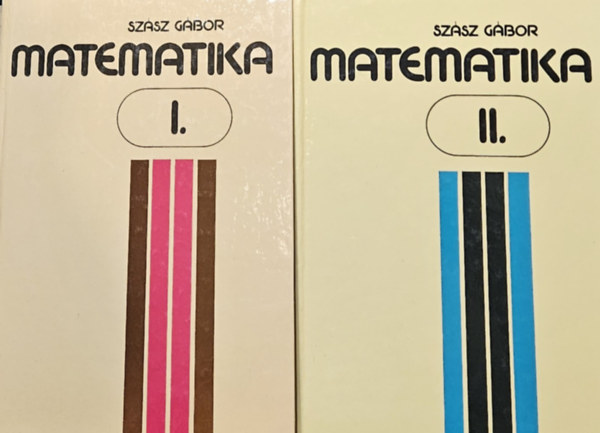 SZÁSZ GÁBOR
MATEMATIKA
I.
SZÁSZ GÁBOR
MATEMATIKA
II.